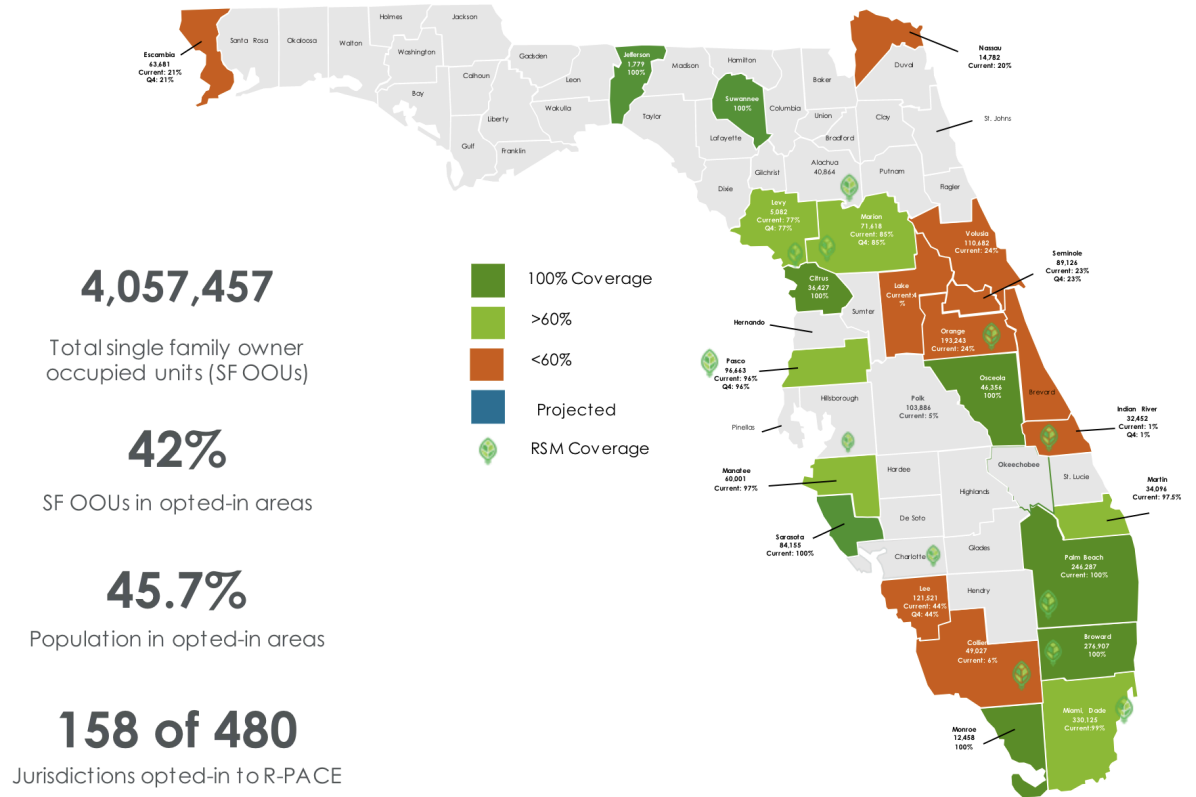 4,057,457
Total single family owner
occupied units (SF OOUs)
42%
SF OOUs in opted-in areas
45.7%
Population in opted-in areas
158 of 480
Jurisdictions opted-in to R-PACE
100% Coverage
>60%
<60%
Projected
RSM Coverage
Escambia
63,681
Current: 21%
Q4: 21%
Santa Rosa
Okaloosa
Walton
Holmes
Jackson
Washington
Bay
Calhoun
Gulf
Liberty
Franklin
Gadsden
Leon
Wakulla
Jefferson
1,779
100%
Madison
Taylor
Hamilton
Suwannee
100%
Lafayette
Columbia
Baker
Union
Bradford
Nassau
14,782
Current: 20%
Duval
Clay
St. Johns
Alachua
40,864
Putnam
Flagler
Gilchrist
Dixie
Levy
5,082
Current: 77%
Q4: 77%
Marion
71,618
Current: 85%
Q4: 85%
Volusia
110,682
Current: 24%
Seminole
89,126
Current: 23%
Q4: 23%
Citrus
36,427
100%
Lake
Current:4
%
Sumter
Hernando
Orange
193,243
Current: 24%
Pasco
96,663
Current: 96%
Q4: 96%
Osceola
46,356
100%
Brevard
Hillsborough
Polk
103,886
Current: 5%
Pinellas
Indian River
32,452
Current: 1%
Q4: 1%
Manatee
60,001
Current: 97%
Hardee
Okeechobee
St. Lucie
Highlands
Martin
34,096
Current: 97.5%
De Soto
Sarasota
84,155
Current: 100%
Charlotte
Glades
Palm Beach
246,287
Current: 100%
Lee
121,521
Current: 44%
Q4: 44%
Hendry
Collier
49,027
Current: 6%
Broward
276,907
100%
Miami, Dade
330,125
Current:99%
Monroe
12,458
100%